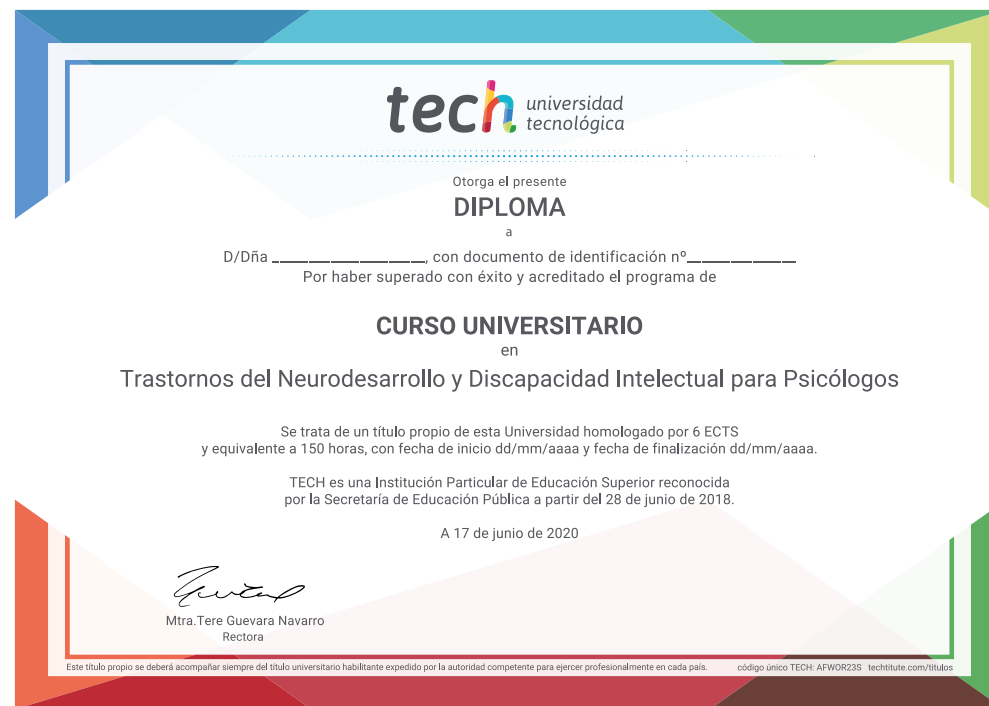 tech universidad
tecnológica
Otorga el presente
DIPLOMA
a
D/Dña ____________________, con documento de identificación nº______________
Por haber superado con éxito y acreditado el programa de
CURSO UNIVERSITARIO
en
Trastornos del Neurodesarrollo y Discapacidad Intelectual para Psicólogos
Se trata de un título propio de esta Universidad homologado por 6 ECTS
y equivalente a 150 horas, con fecha de inicio dd/mm/aaaa y fecha de finalización dd/mm/aaaa.
TECH es una Institución Particular de Educación Superior reconocida
por la Secretaría de Educación Pública a partir del 28 de junio de 2018.
A 17 de junio de 2020
Mtra.Tere Guevara Navarro
Rectora
Este título propio se deberá acompañar siempre del título universitario habilitante expedido por la autoridad competente para ejercer profesionalmente en cada país. código único TECH: AFWOR23S techtitute.com/titulos